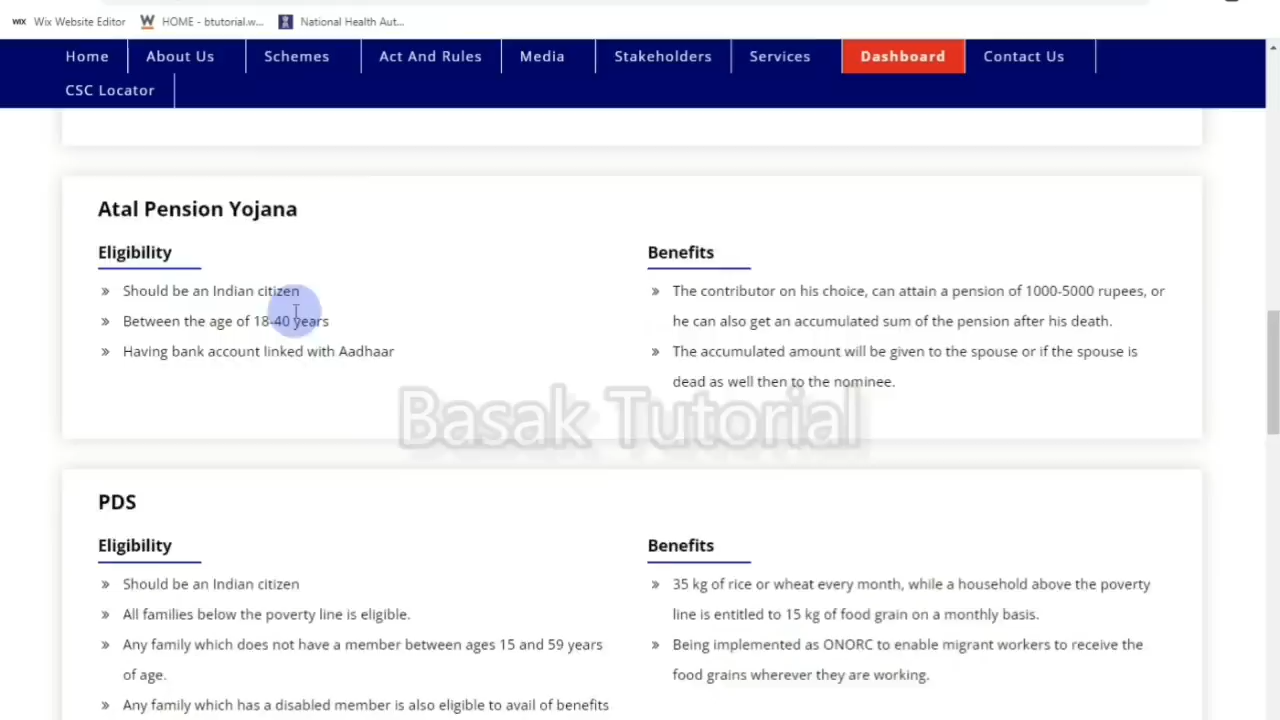 Wix Website Editor
HOME - btutorial.w...
National Health Aut...
Home
About Us
Schemes
Act And Rules
Media
Stakeholders
Services
Dashboard
Contact Us
CSC Locator
Atal Pension Yojana
Eligibility
» Should be an Indian citizen
» Between the age of 18-40 years
» Having bank account linked with Aadhaar
Benefits
» The contributor on his choice, can attain a pension of 1000-5000 rupees, or
he can also get an accumulated sum of the pension after his death.
» The accumulated amount will be given to the spouse or if the spouse is
dead as well then to the nominee.
Basak Tutorial
PDS
Eligibility
» Should be an Indian citizen
» All families below the poverty line is eligible.
» Any family which does not have a member between ages 15 and 59 years
of age.
» Any family which has a disabled member is also eligible to avail of benefits
Benefits
» 35 kg of rice or wheat every month, while a household above the poverty
line is entitled to 15 kg of food grain on a monthly basis.
» Being implemented as ONORC to enable migrant workers to receive the
food grains wherever they are working.